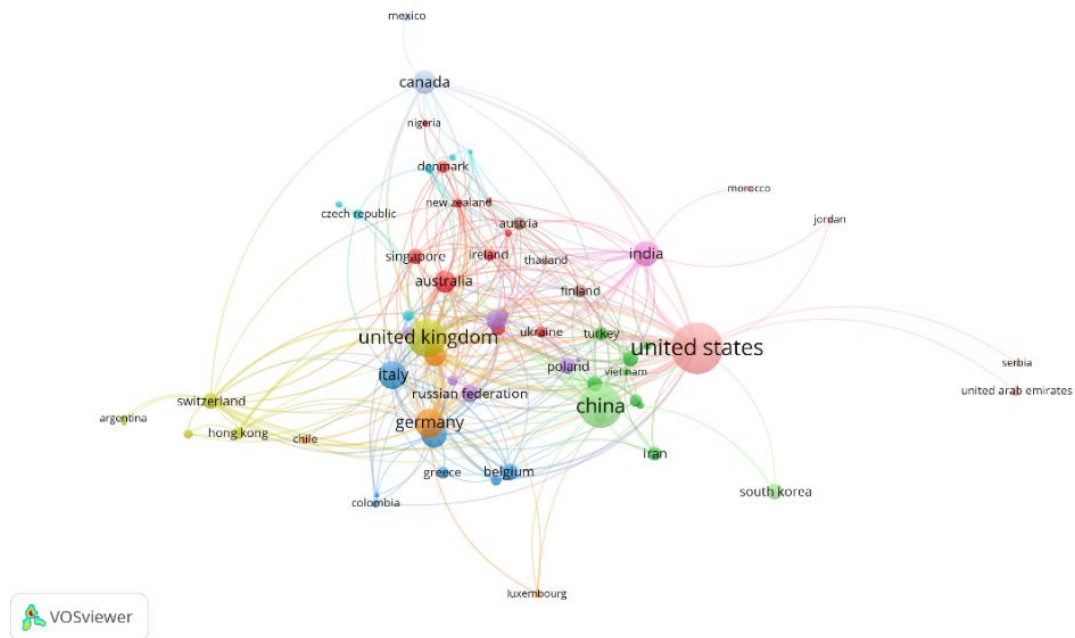 mexico
canada
nigeria
denmark
new zealand
czech republic
austria
morocco
jordan
singapore
ireland
thailand
india
australia
finland
united kingdom
ukraine
turkey
united states
italy
poland
vietnam
serbia
russian federation
united arab emirates
switzerland
china
argentina
germany
hong kong
chile
iran
greece
belgium
south korea
colombia
luxembourg
VOSviewer